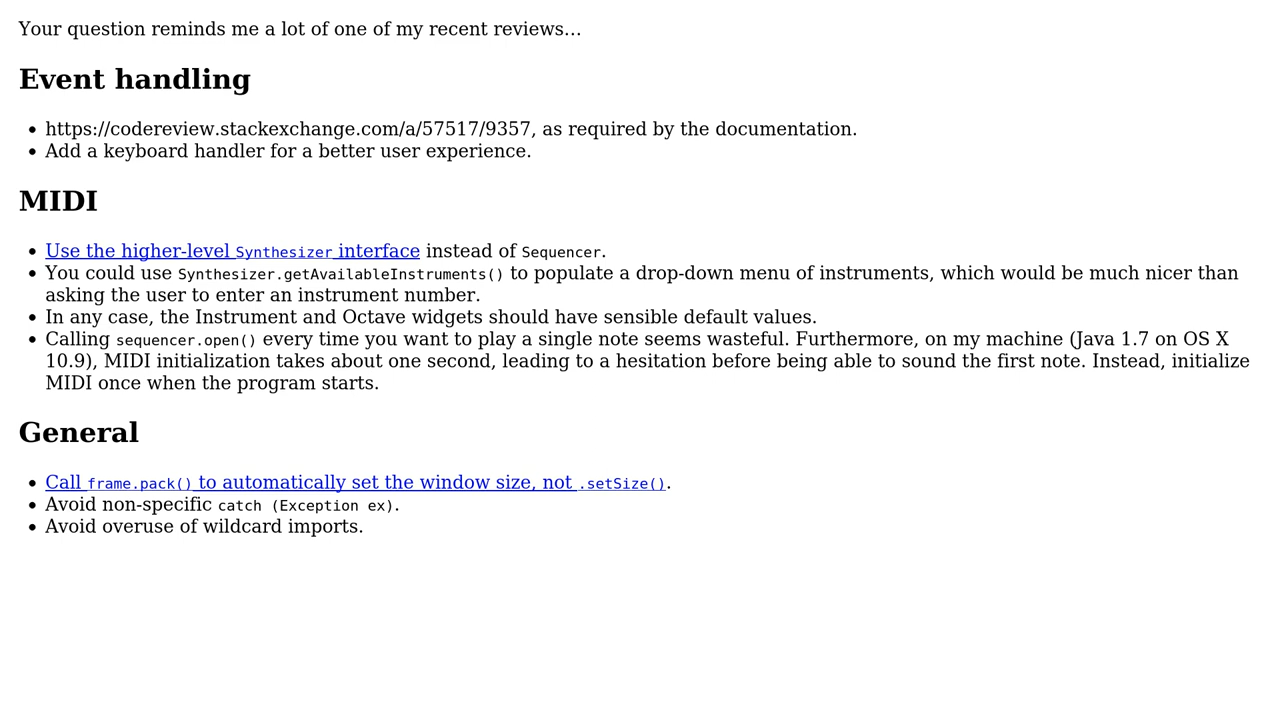 Your question reminds me a lot of one of my recent reviews…
Event handling
• https://codereview.stackexchange.com/a/57517/9357, as required by the documentation.
• Add a keyboard handler for a better user experience.
MIDI
• Use the higher-level Synthesizer interface instead of Sequencer.
• You could use Synthesizer.getAvailableInstruments() to populate a drop-down menu of instruments, which would be much nicer than
asking the user to enter an instrument number.
• In any case, the Instrument and Octave widgets should have sensible default values.
• Calling sequencer.open() every time you want to play a single note seems wasteful. Furthermore, on my machine (Java 1.7 on OS X
10.9), MIDI initialization takes about one second, leading to a hesitation before being able to sound the first note. Instead, initialize
MIDI once when the program starts.
General
• Call frame.pack() to automatically set the window size, not .setSize().
• Avoid non-specific catch (Exception ex).
• Avoid overuse of wildcard imports.